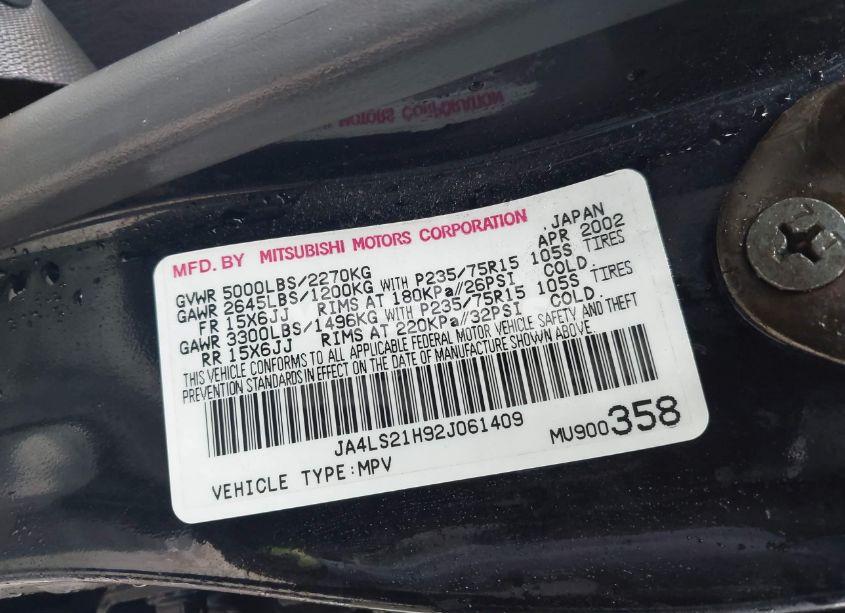 MFD. BY MITSUBISHI MOTORS CORPORATION, JAPAN
GVWR 5000LBS/2270KG APR 2002
GAWR 2645LBS/1200KG WITH P235/75R15 105S TIRES
FR 15X6JJ RIMS AT 180KPa//26PSI COLD.
GAWR 3300LBS/1496KG WITH P235/75R15 105S TIRES
RR 15X6JJ RIMS AT 220KPa//32PSI COLD.
THIS VEHICLE CONFORMS TO ALL APPLICABLE FEDERAL MOTOR VEHICLE SAFETY AND THEFT
PREVENTION STANDARDS IN EFFECT ON THE DATE OF MANUFACTURE SHOWN ABOVE.
JA4LS21H92J061409
MU900358
VEHICLE TYPE:MPV